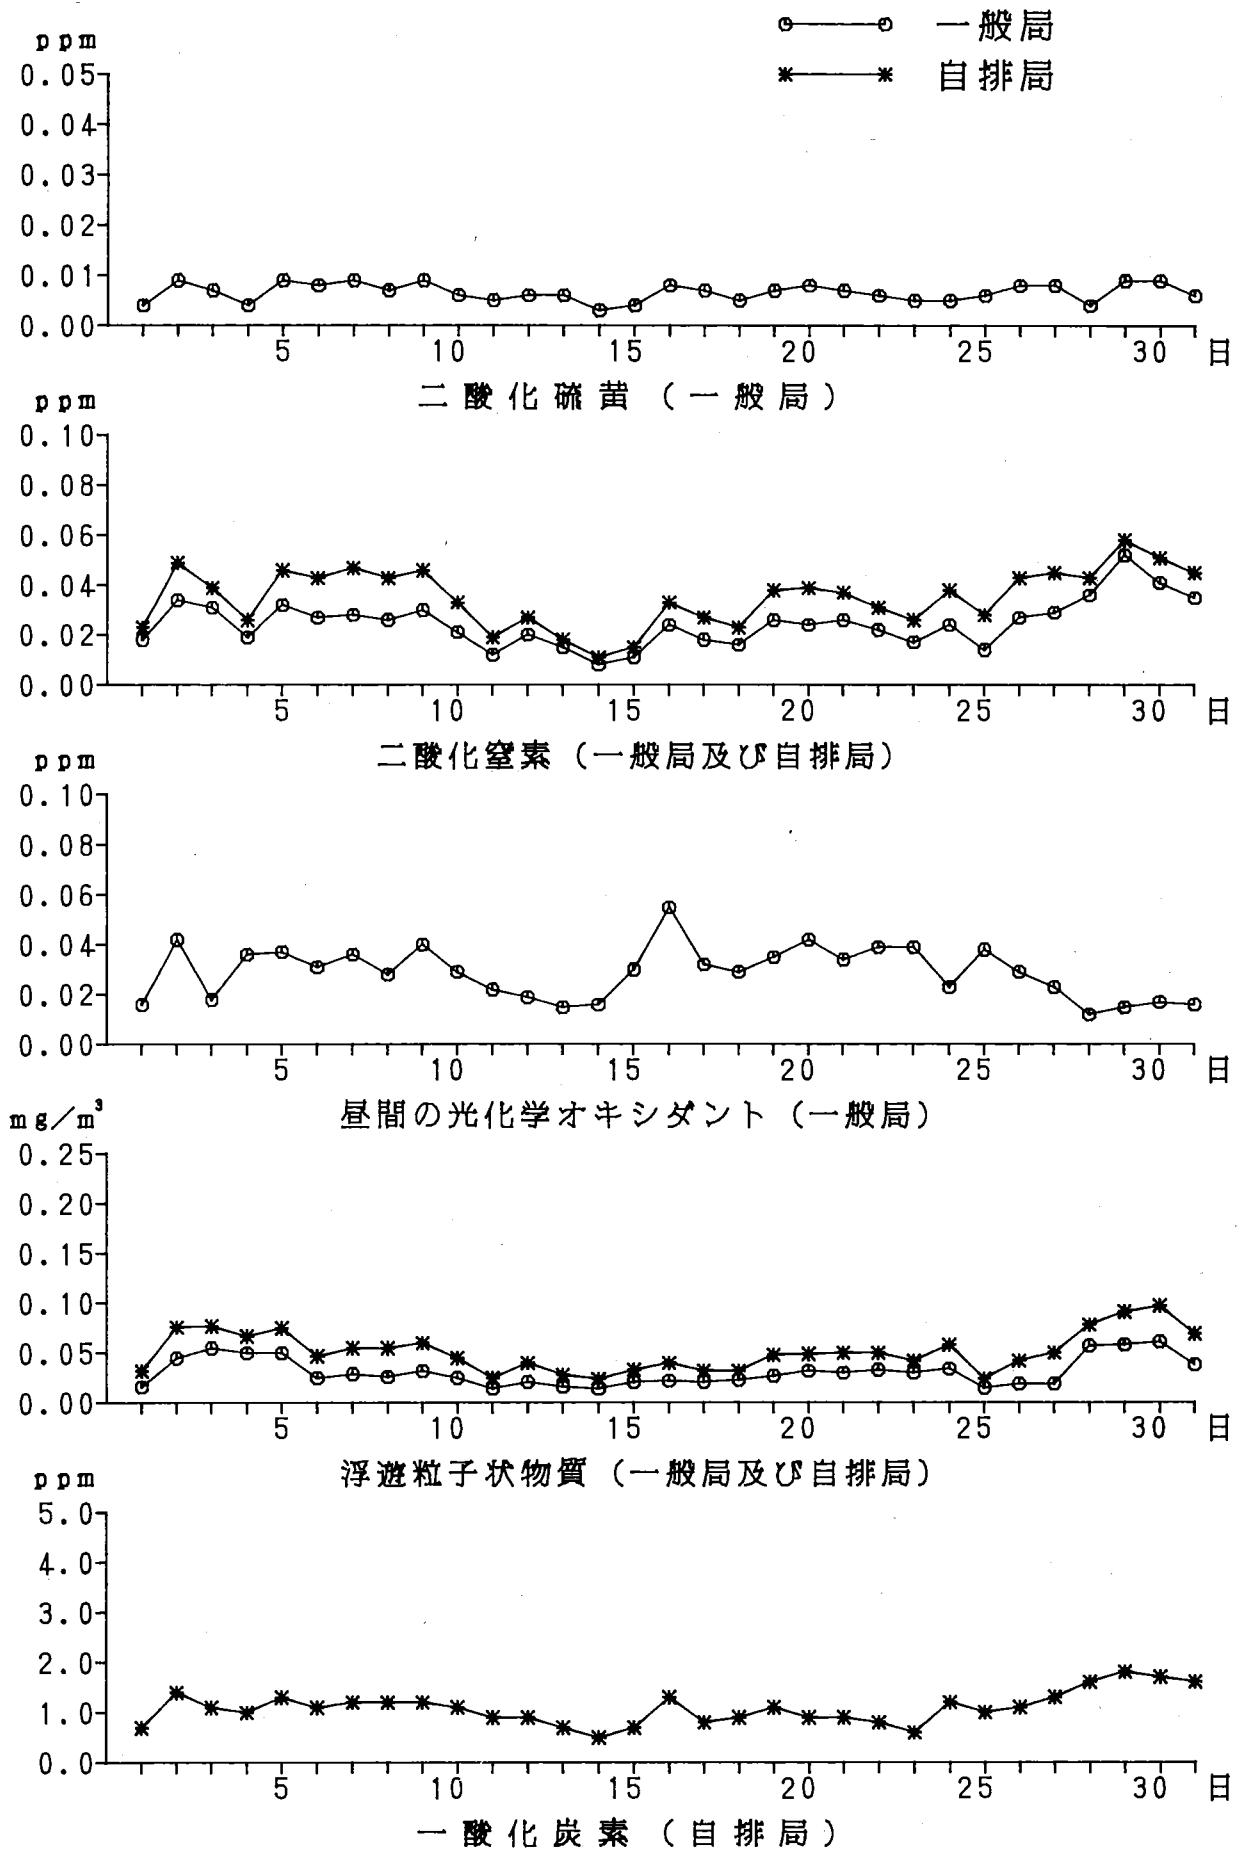 一般局
自排局
ppm
0.05
0.04
0.03
0.02
0.01
0.00
5 10 15 20 25 30 日
二酸化硫黄（一般局）
ppm
0.10
0.08
0.06
0.04
0.02
0.00
5 10 15 20 25 30 日
二酸化窒素（一般局及び自排局）
ppm
0.10
0.08
0.06
0.04
0.02
0.00
5 10 15 20 25 30 日
昼間の光化学オキシダント（一般局）
mg/m³
0.25
0.20
0.15
0.10
0.05
0.00
5 10 15 20 25 30 日
浮遊粒子状物質（一般局及び自排局）
ppm
5.0
4.0
3.0
2.0
1.0
0.0
5 10 15 20 25 30 日
一酸化炭素（自排局）